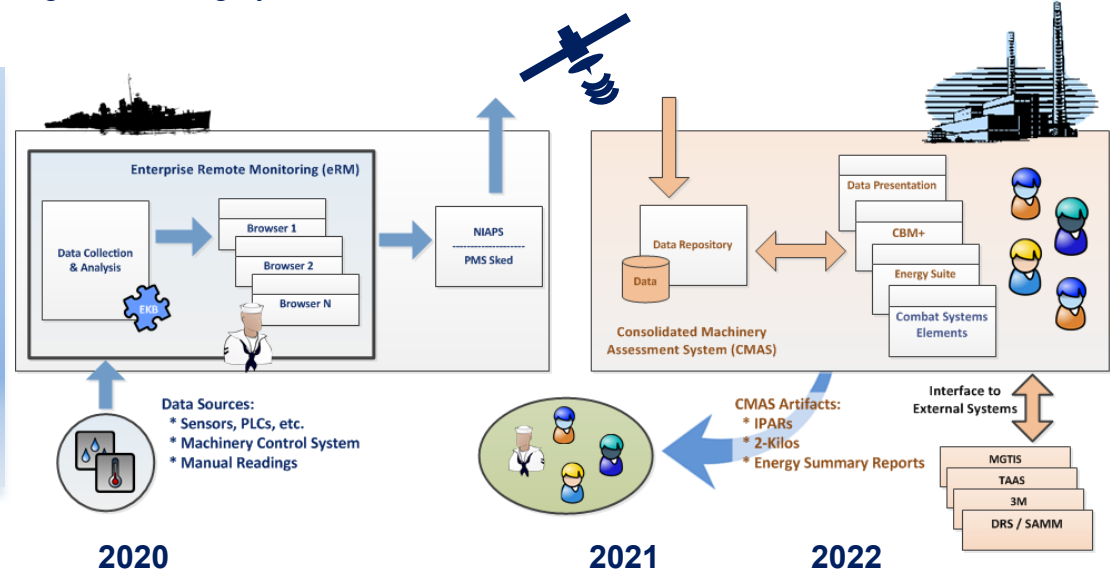 Enterprise Remote Monitoring (eRM)
Data Collection
& Analysis
EKB
Browser 1
Browser 2
Browser N
NIAPS
--------------------
PMS Sked
Data Sources:
* Sensors, PLCs, etc.
* Machinery Control System
* Manual Readings
Data Repository
Data
Consolidated Machinery
Assessment System (CMAS)
Data Presentation
CBM+
Energy Suite
Combat Systems
Elements
CMAS Artifacts:
* IPARs
* 2-Kilos
* Energy Summary Reports
Interface to
External Systems
MGTIS
TAAS
3M
DRS / SAMM
2020
2021
2022